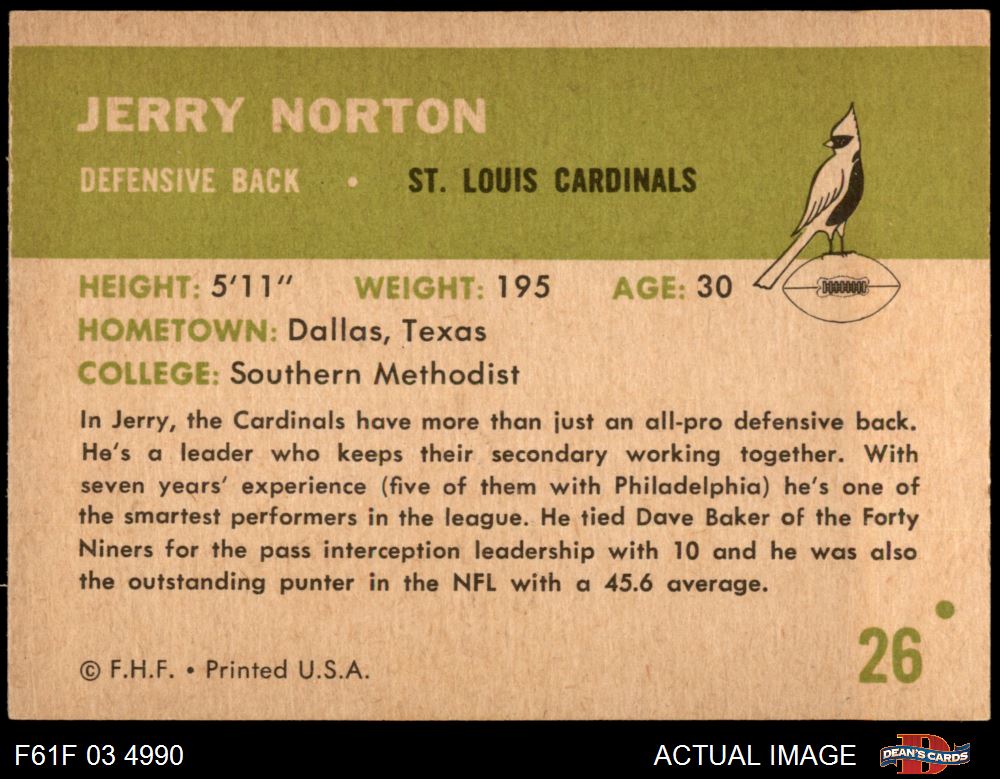 JERRY NORTON
DEFENSIVE BACK • ST. LOUIS CARDINALS
HEIGHT: 5'11" WEIGHT: 195 AGE: 30
HOMETOWN: Dallas, Texas
COLLEGE: Southern Methodist
In Jerry, the Cardinals have more than just an all-pro defensive back.
He's a leader who keeps their secondary working together. With
seven years' experience (five of them with Philadelphia) he's one of
the smartest performers in the league. He tied Dave Baker of the Forty
Niners for the pass interception leadership with 10 and he was also
the outstanding punter in the NFL with a 45.6 average.
26
© F.H.F. • Printed U.S.A.
F61F 03 4990 ACTUAL IMAGE DEAN'S CARDS